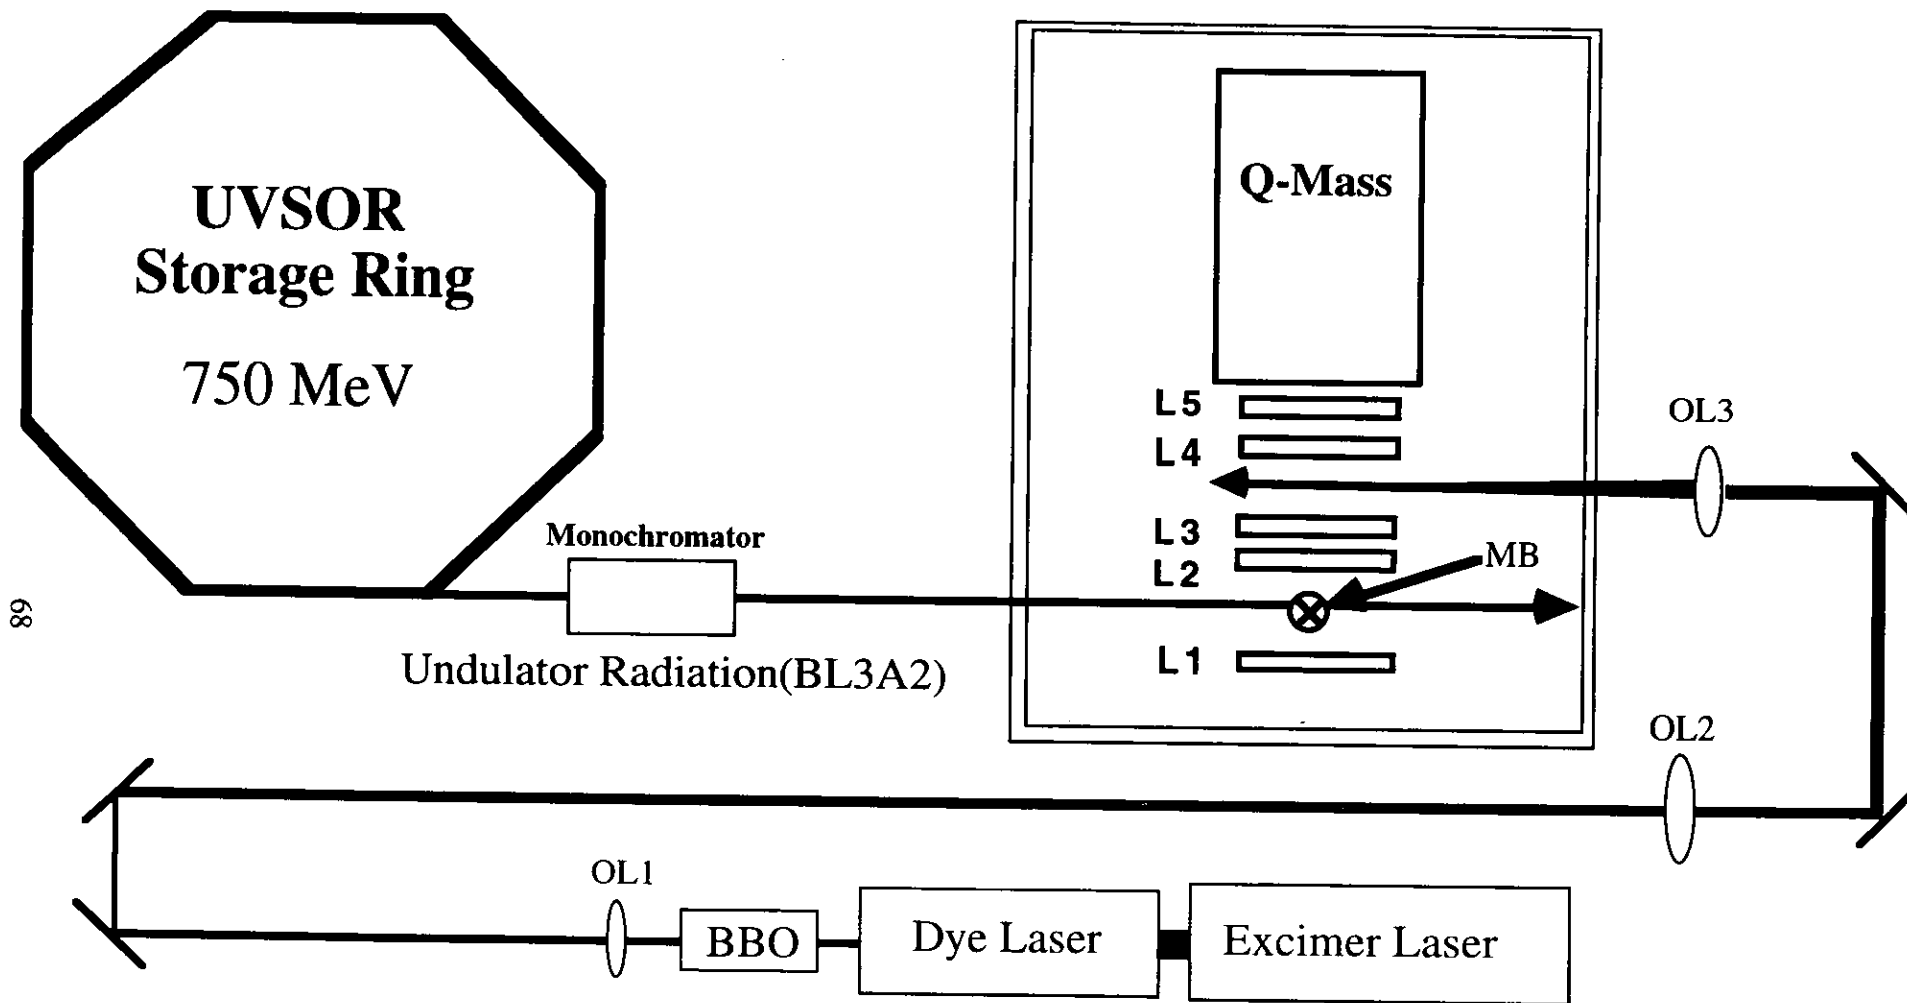 UVSOR
Storage Ring
750 MeV
Q-Mass
L5
L4
L3
L2
L1
MB
OL3
Monochromator
Undulator Radiation(BL3A2)
OL2
OL1
BBO
Dye Laser
Excimer Laser
89